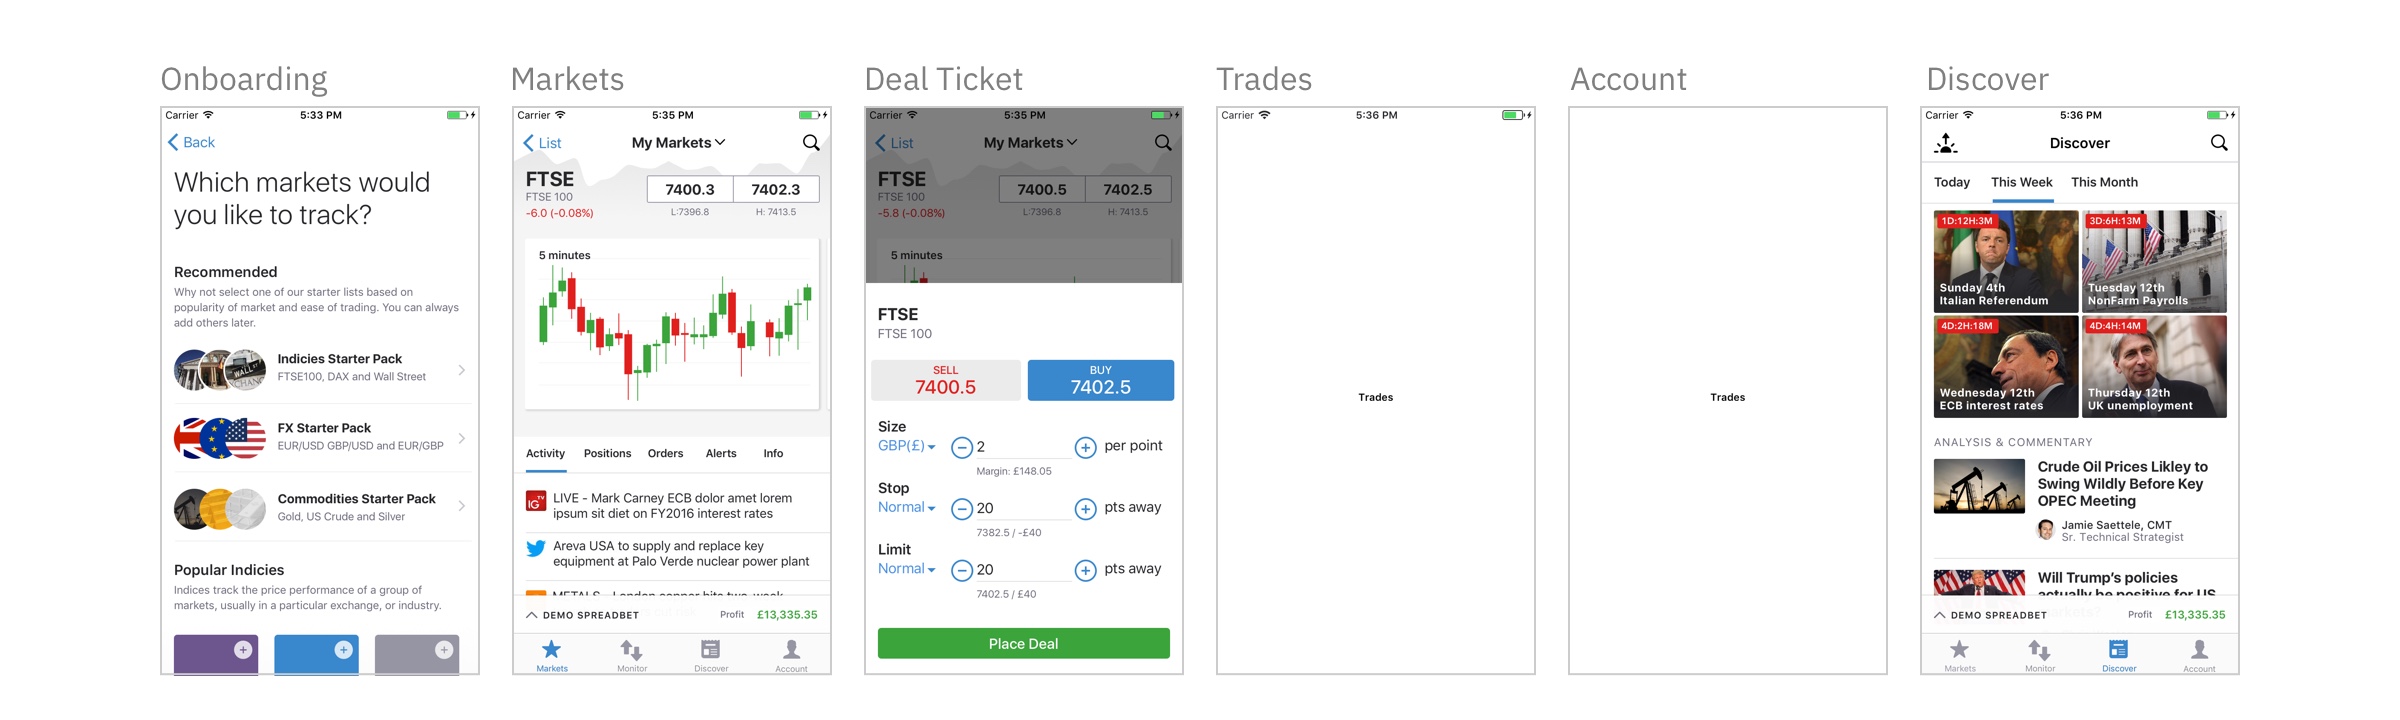 Onboarding
Carrier 5:33 PM
Back
Which markets would
you like to track?
Recommended
Why not select one of our starter lists based on
popularity of market and ease of trading. You can always
add others later.
Indicies Starter Pack
FTSE100, DAX and Wall Street
FX Starter Pack
EUR/USD GBP/USD and EUR/GBP
Commodities Starter Pack
Gold, US Crude and Silver
Popular Indicies
Indices track the price performance of a group of
markets, usually in a particular exchange, or industry.
Markets
Carrier 5:35 PM
List My Markets
FTSE
FTSE 100
-6.0 (-0.08%)
7400.3 7402.3
L:7396.8 H: 7413.5
5 minutes
Activity Positions Orders Alerts Info
LIVE - Mark Carney ECB dolor amet lorem
ipsum sit diet on FY2016 interest rates
Areva USA to supply and replace key
equipment at Palo Verde nuclear power plant
METALS - London copper hits two-week
DEMO SPREADBET Profit £13,335.35
Markets Monitor Discover Account
Deal Ticket
Carrier 5:35 PM
List My Markets
FTSE
FTSE 100
-5.8 (-0.08%)
7400.5 7402.5
L:7396.8 H: 7413.5
5 minutes
FTSE
FTSE 100
SELL
7400.5
BUY
7402.5
Size
GBP(£) 2 per point
Margin: £148.05
Stop
Normal 20 pts away
7382.5 / -£40
Limit
Normal 20 pts away
7402.5 / £40
Place Deal
Trades
Carrier 5:36 PM
Trades
Account
Trades
Discover
Carrier 5:36 PM
Discover
Today This Week This Month
1D:12H:3M
Sunday 4th
Italian Referendum
3D:6H:13M
Tuesday 12th
NonFarm Payrolls
4D:2H:18M
Wednesday 12th
ECB interest rates
4D:4H:14M
Thursday 12th
UK unemployment
ANALYSIS & COMMENTARY
Crude Oil Prices Likley to
Swing Wildly Before Key
OPEC Meeting
Jamie Saettele, CMT
Sr. Technical Strategist
Will Trump's policies
actually be positive for US
DEMO SPREADBET Profit £13,335.35
Markets Monitor Discover Account